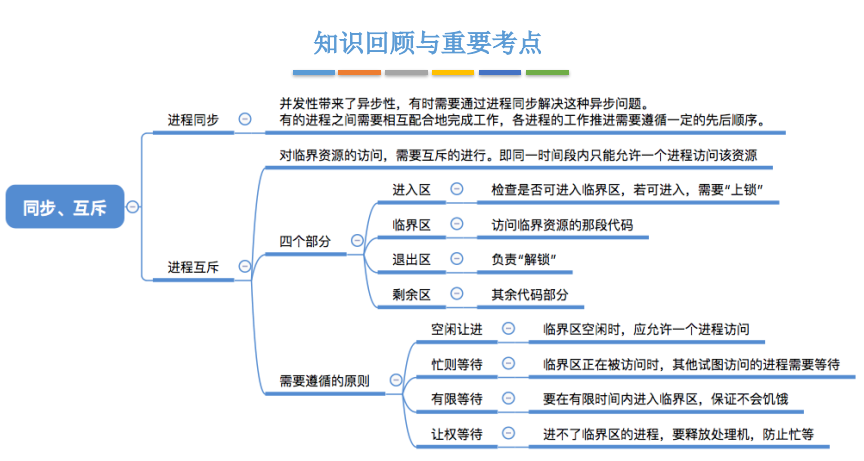 知识回顾与重要考点
并发性带来了异步性，有时需要通过进程同步解决这种异步问题。
进程同步
有的进程之间需要相互配合地完成工作，各进程的工作推进需要遵循一定的先后顺序。
对临界资源的访问，需要互斥的进行。即同一时间段内只能允许一个进程访问该资源
进入区
检查是否可进入临界区，若可进入，需要“上锁”
同步、互斥
临界区
访问临界资源的那段代码
四个部分
退出区
负责“解锁”
进程互斥
剩余区
其余代码部分
空闲让进
临界区空闲时，应允许一个进程访问
忙则等待
临界区正在被访问时，其他试图访问的进程需要等待
需要遵循的原则
有限等待
要在有限时间内进入临界区，保证不会饥饿
让权等待
进不了临界区的进程，要释放处理机，防止忙等